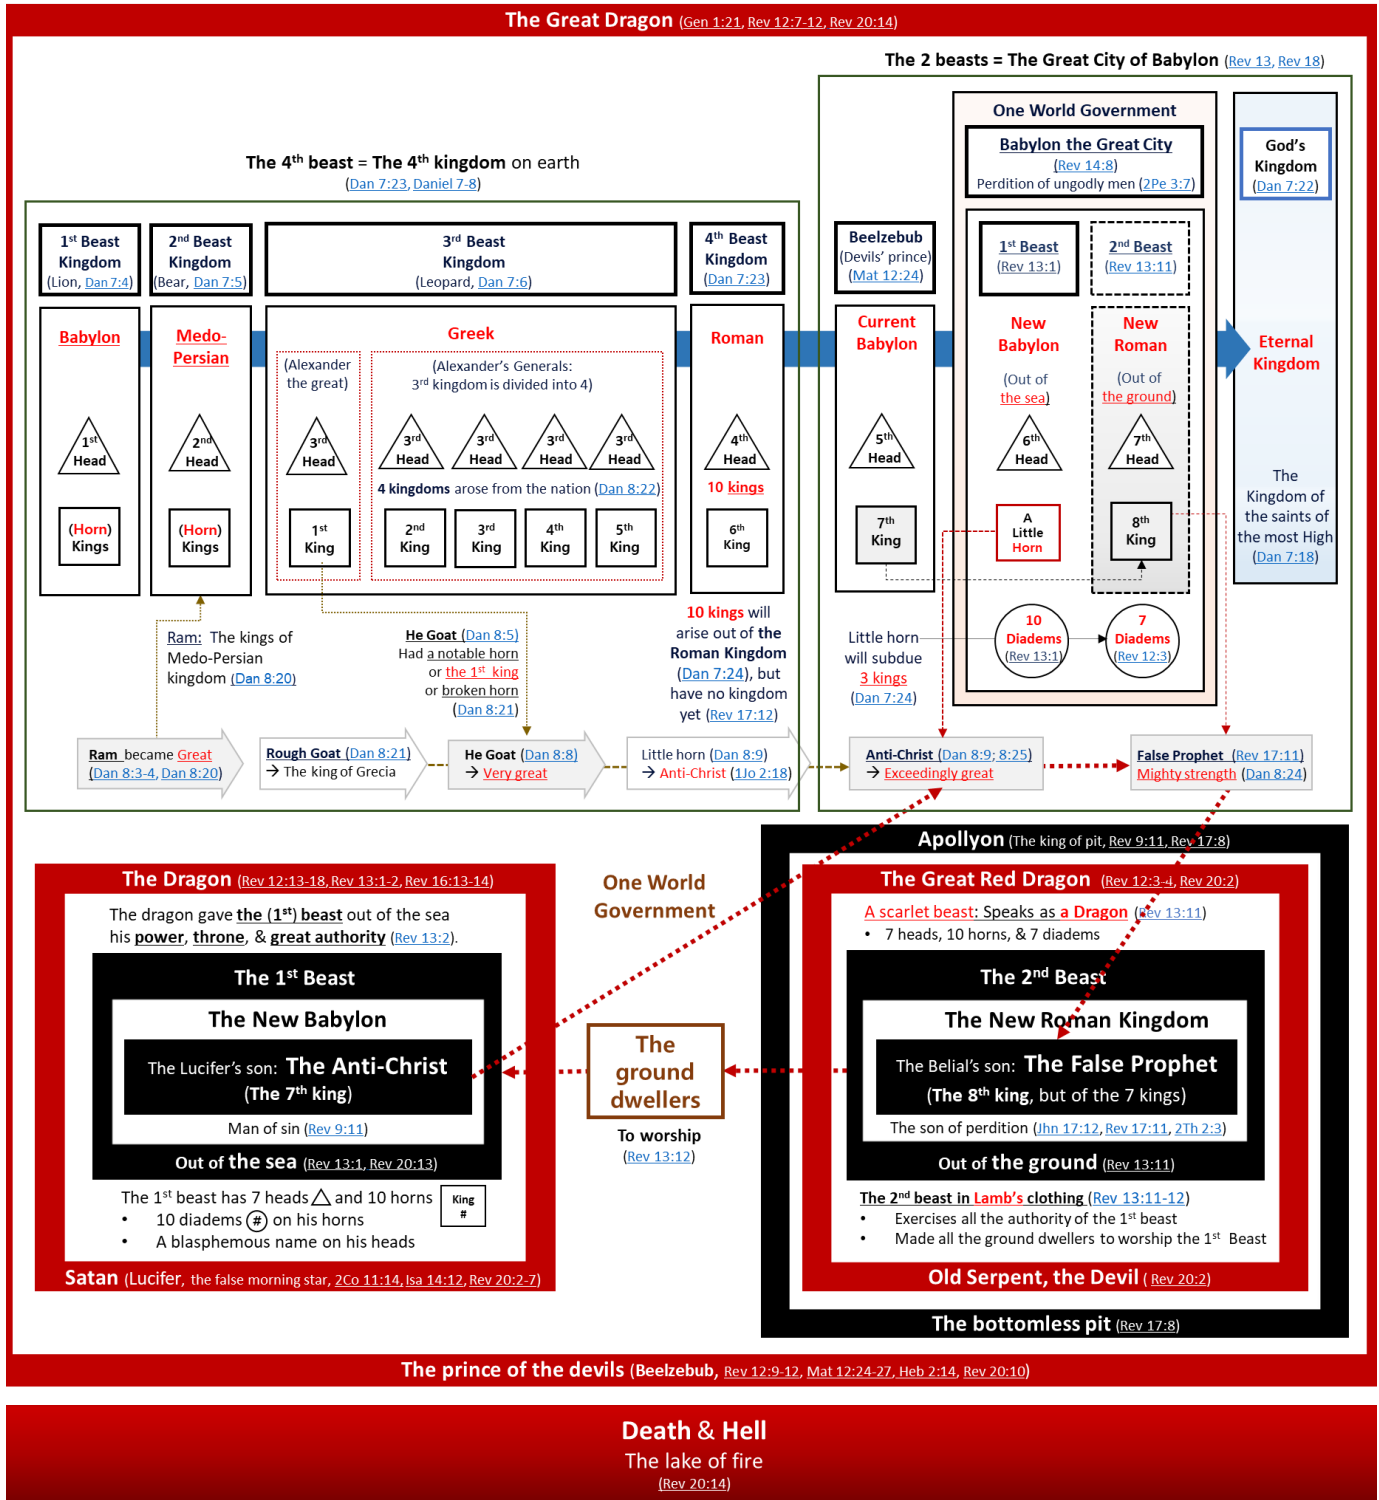 The Great Dragon (Gen 1:21, Rev 12:7-12, Rev 20:14)
The 2 beasts = The Great City of Babylon (Rev 13, Rev 18)
The 4th beast = The 4th kingdom on earth
(Dan 7:23, Daniel 7-8)
1st Beast
Kingdom
(Lion, Dan 7:4)
2nd Beast
Kingdom
(Bear, Dan 7:5)
3rd Beast
Kingdom
(Leopard, Dan 7:6)
4th Beast
Kingdom
(Dan 7:23)
Babylon
Medo-
Persian
Greek
Roman
(Alexander
the great)
(Alexander's Generals:
3rd kingdom is divided into 4)
1st
Head
2nd
Head
3rd
Head
3rd
Head
3rd
Head
3rd
Head
3rd
Head
4th
Head
4 kingdoms arose from the nation (Dan 8:22)
10 kings
(Horn)
Kings
(Horn)
Kings
1st
King
2nd
King
3rd
King
4th
King
5th
King
6th
King
Ram: The kings of
Medo-Persian
kingdom (Dan 8:20)
He Goat (Dan 8:5)
Had a notable horn
or the 1st king
or broken horn
(Dan 8:21)
10 kings will
arise out of the
Roman Kingdom
(Dan 7:24), but
have no kingdom
yet (Rev 17:12)
Ram became Great
(Dan 8:3-4, Dan 8:20)
Rough Goat (Dan 8:21)
→ The king of Grecia
He Goat (Dan 8:8)
→ Very great
Little horn (Dan 8:9)
→ Anti-Christ (1Jo 2:18)
One World Government
Babylon the Great City
(Rev 14:8)
Perdition of ungodly men (2Pe 3:7)
Beelzebub
(Devils' prince)
(Mat 12:24)
1st Beast
(Rev 13:1)
2nd Beast
(Rev 13:11)
God's
Kingdom
(Dan 7:22)
Current
Babylon
New
Babylon
New
Roman
Eternal
Kingdom
(Out of
the sea)
(Out of
the ground)
5th
Head
6th
Head
7th
Head
7th
King
A
Little
Horn
8th
King
The
Kingdom of
the saints of
the most High
(Dan 7:18)
Little horn
will subdue
3 kings
(Dan 7:24)
10
Diadems
(Rev 13:1)
7
Diadems
(Rev 12:3)
Anti-Christ (Dan 8:9; 8:25)
→ Exceedingly great
False Prophet (Rev 17:11)
Mighty strength (Dan 8:24)
The Dragon (Rev 12:13-18, Rev 13:1-2, Rev 16:13-14)
The dragon gave the (1st) beast out of the sea
his power, throne, & great authority (Rev 13:2).
The 1st Beast
The New Babylon
The Lucifer's son: The Anti-Christ
(The 7th king)
Man of sin (Rev 9:11)
Out of the sea (Rev 13:1, Rev 20:13)
The 1st beast has 7 heads △ and 10 horns
King
#
• 10 diadems # on his horns
• A blasphemous name on his heads
Satan (Lucifer, the false morning star, 2Co 11:14, Isa 14:12, Rev 20:2-7)
One World
Government
The
ground
dwellers
To worship
(Rev 13:12)
Apollyon (The king of pit, Rev 9:11, Rev 17:8)
The Great Red Dragon (Rev 12:3-4, Rev 20:2)
A scarlet beast: Speaks as a Dragon (Rev 13:11)
• 7 heads, 10 horns, & 7 diadems
The 2nd Beast
The New Roman Kingdom
The Belial's son: The False Prophet
(The 8th king, but of the 7 kings)
The son of perdition (Jhn 17:12, Rev 17:11, 2Th 2:3)
Out of the ground (Rev 13:11)
The 2nd beast in Lamb's clothing (Rev 13:11-12)
• Exercises all the authority of the 1st beast
• Made all the ground dwellers to worship the 1st Beast
Old Serpent, the Devil ( Rev 20:2)
The bottomless pit (Rev 17:8)
The prince of the devils (Beelzebub, Rev 12:9-12, Mat 12:24-27, Heb 2:14, Rev 20:10)
Death & Hell
The lake of fire
(Rev 20:14)